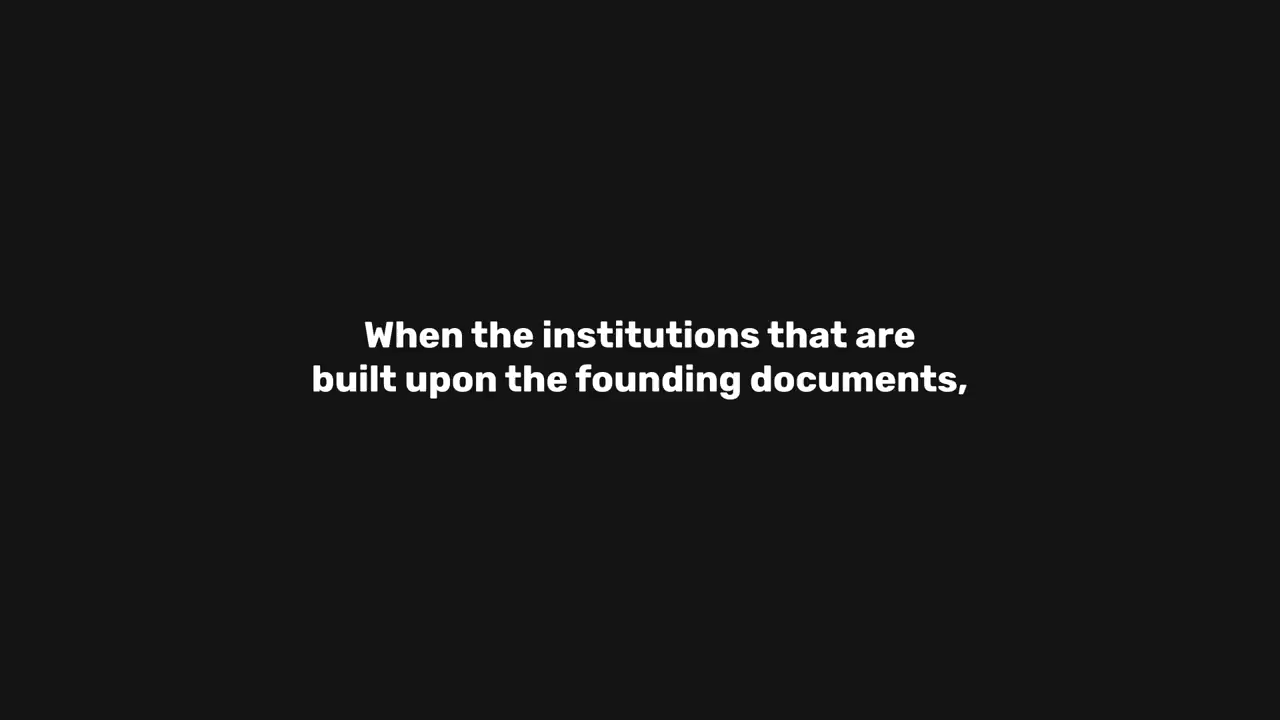 When the institutions that are
built upon the founding documents,